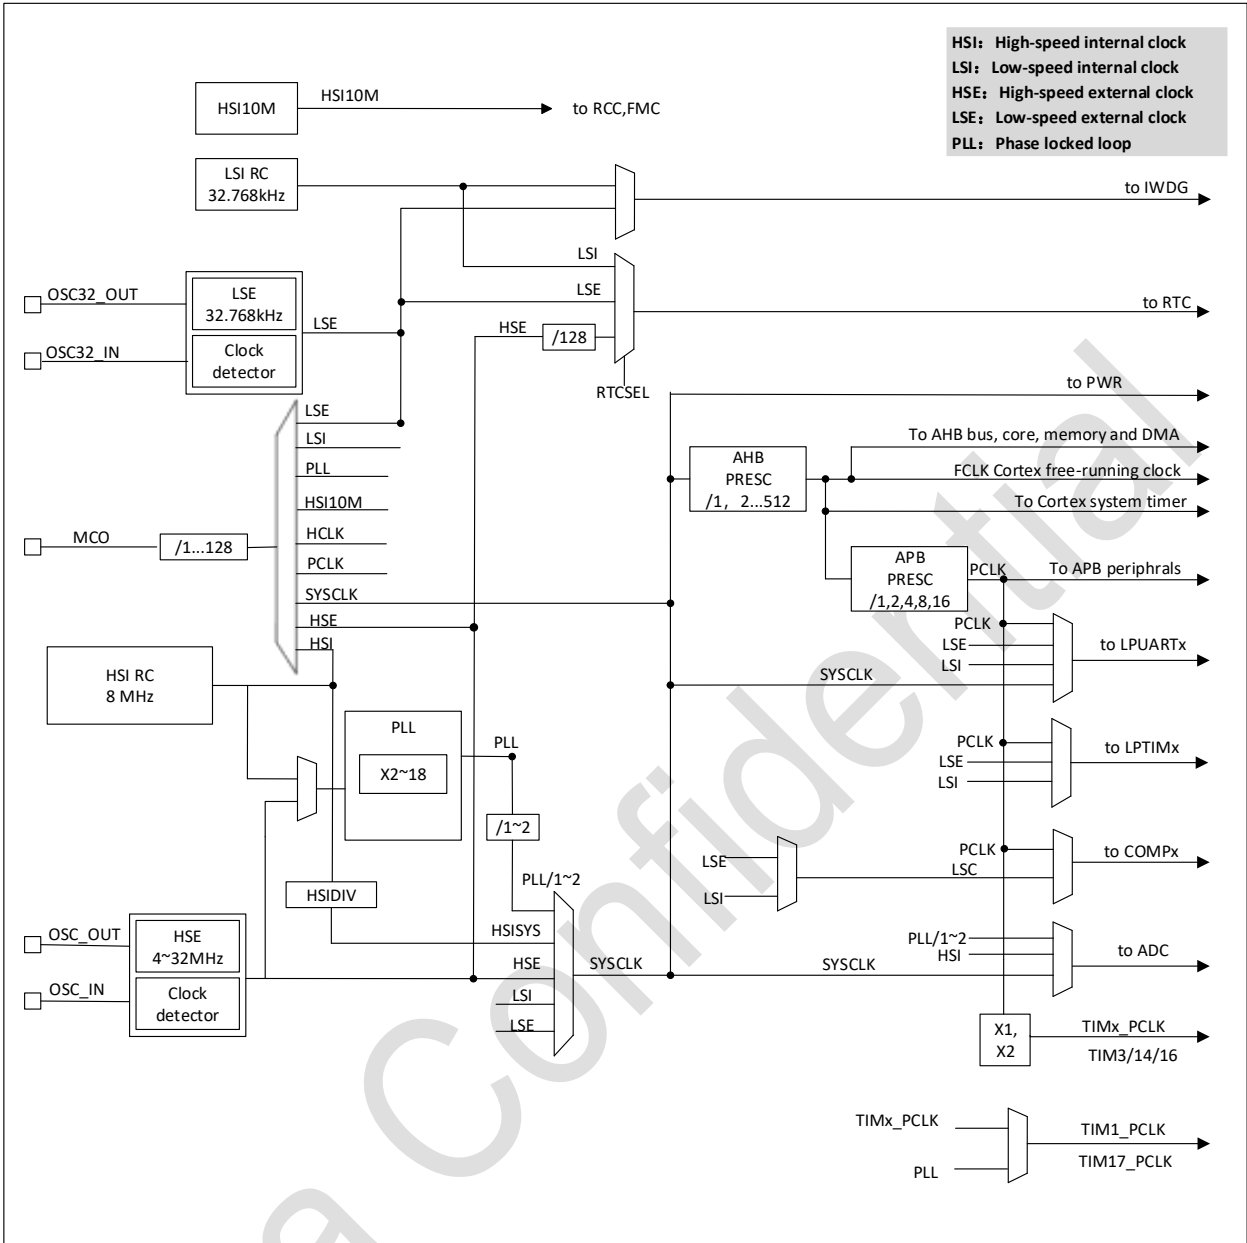 HSI：High-speed internal clock
LSI：Low-speed internal clock
HSE：High-speed external clock
LSE：Low-speed external clock
PLL：Phase locked loop
HSI10M
HSI10M
to RCC,FMC
LSI RC
32.768kHz
to IWDG
LSI
OSC32_OUT
LSE
32.768kHz
LSE
LSE
to RTC
HSE
/128
OSC32_IN
Clock
detector
RTCSEL
to PWR
LSE
LSI
PLL
HSI10M
HCLK
PCLK
SYSCLK
HSE
HSI
MCO
/1...128
AHB
PRESC
/1，2...512
To AHB bus, core, memory and DMA
FCLK Cortex free-running clock
To Cortex system timer
APB
PRESC
/1,2,4,8,16
PCLK
To APB periphrals
PCLK
LSE
LSI
SYSCLK
to LPUARTx
HSI RC
8 MHz
PLL
X2~18
PLL
/1~2
PCLK
LSE
LSI
to LPTIMx
LSE
LSI
PCLK
LSC
to COMPx
HSIDIV
PLL/1~2
HSISYS
HSE
LSI
LSE
SYSCLK
OSC_OUT
HSE
4~32MHz
OSC_IN
Clock
detector
PLL/1~2
HSI
SYSCLK
to ADC
X1,
X2
TIMx_PCLK
TIM3/14/16
TIMx_PCLK
PLL
TIM1_PCLK
TIM17_PCLK
a Confidential